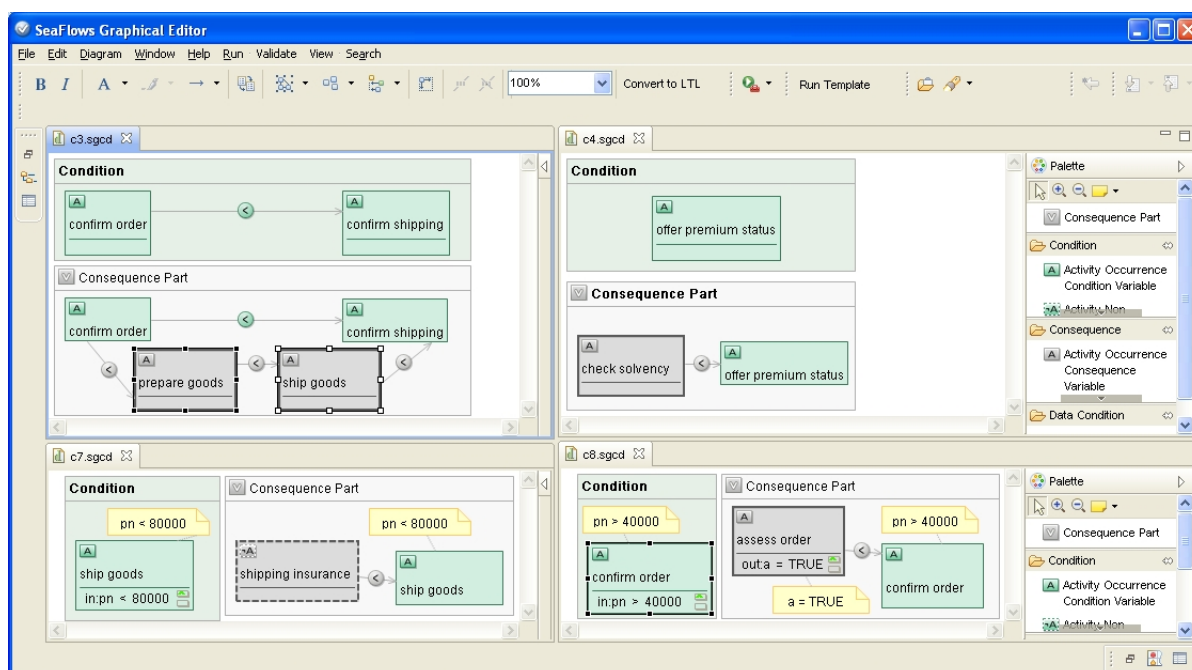 SeaFlows Graphical Editor
File Edit Diagram Window Help Run Validate View Search
B I A 100% Convert to LTL Run Template
c3.sgcd
Condition
A
confirm order
<
A
confirm shipping
Consequence Part
A
confirm order
<
A
confirm shipping
<
A
prepare goods
<
A
ship goods
<
c4.sgcd
Condition
A
offer premium status
Consequence Part
A
check solvency
<
A
offer premium status
Palette
Consequence Part
Condition
A Activity Occurrence
Condition Variable
¬A Activity Non
Consequence
A Activity Occurrence
Consequence
Variable
Data Condition
c7.sgcd
Condition
pn < 80000
A
ship goods
in:pn < 80000
Consequence Part
pn < 80000
¬A
shipping insurance
<
A
ship goods
c8.sgcd
Condition
pn > 40000
A
confirm order
in:pn > 40000
Consequence Part
A
assess order
out:a = TRUE
a = TRUE
<
pn > 40000
A
confirm order
Palette
Consequence Part
Condition
A Activity Occurrence
Condition Variable
¬A Activity Non